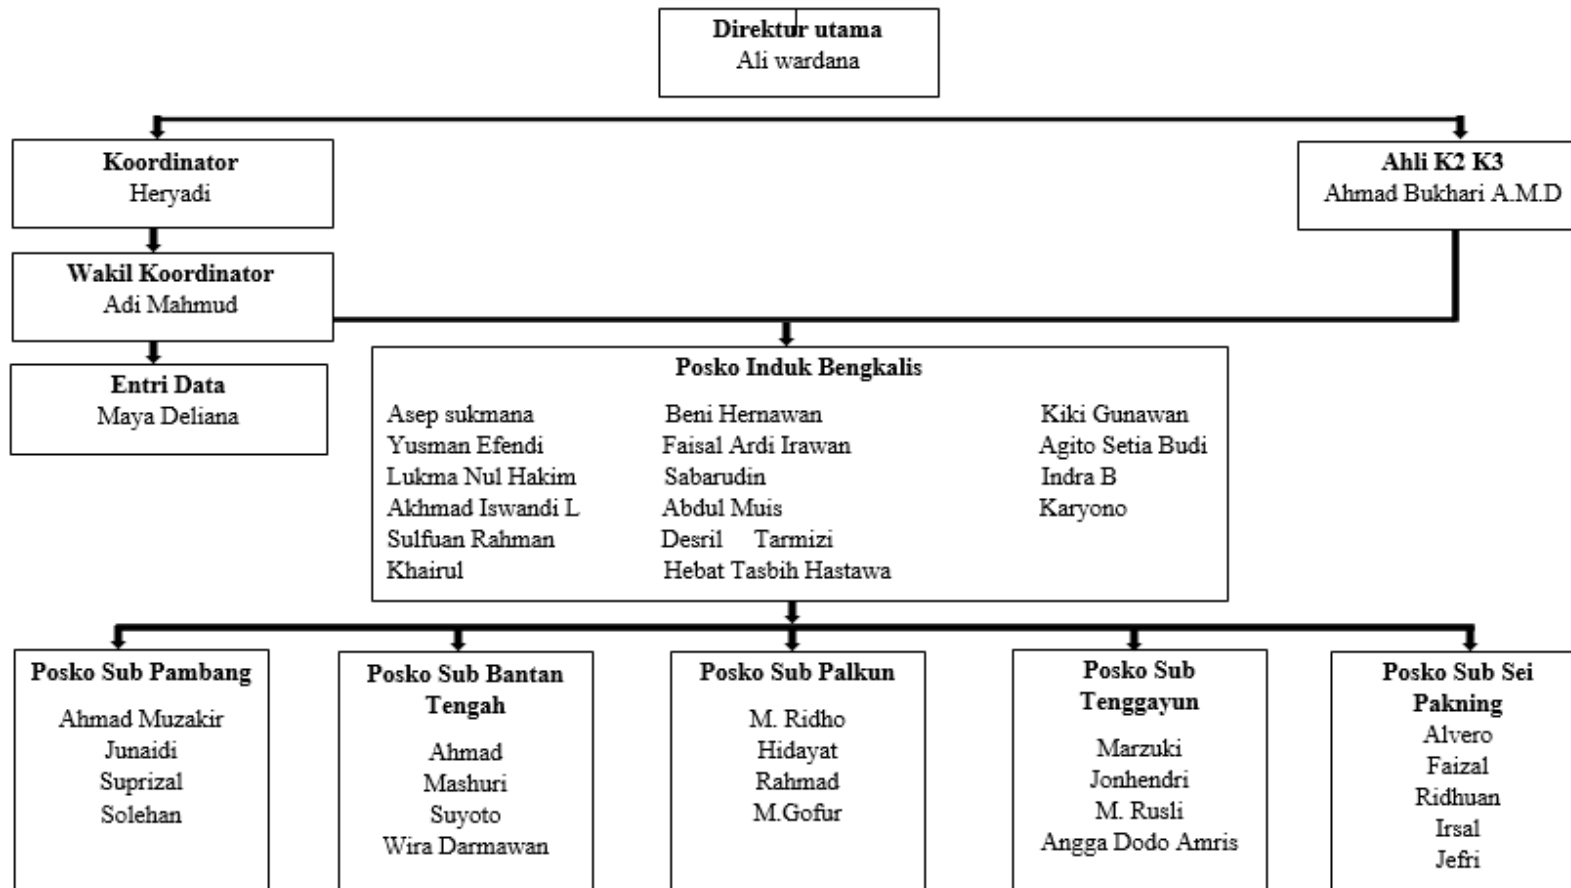 Direktur utama
Ali wardana
Koordinator
Heryadi
Ahli K2 K3
Ahmad Bukhari A.M.D
Wakil Koordinator
Adi Mahmud
Entri Data
Maya Deliana
Posko Induk Bengkalis
Asep sukmana
Yusman Efendi
Lukma Nul Hakim
Akhmad Iswandi L
Sulfuan Rahman
Khairul
Beni Hernawan
Faisal Ardi Irawan
Sabarudin
Abdul Muis
Desril Tarmizi
Hebat Tasbih Hastawa
Kiki Gunawan
Agito Setia Budi
Indra B
Karyono
Posko Sub Pambang
Ahmad Muzakir
Junaidi
Suprizal
Solehan
Posko Sub Bantan
Tengah
Ahmad
Mashuri
Suyoto
Wira Darmawan
Posko Sub Palkun
M. Ridho
Hidayat
Rahmad
M.Gofur
Posko Sub
Tenggayun
Marzuki
Jonhendri
M. Rusli
Angga Dodo Amris
Posko Sub Sei
Pakning
Alvero
Faizal
Ridhuan
Irsal
Jefri